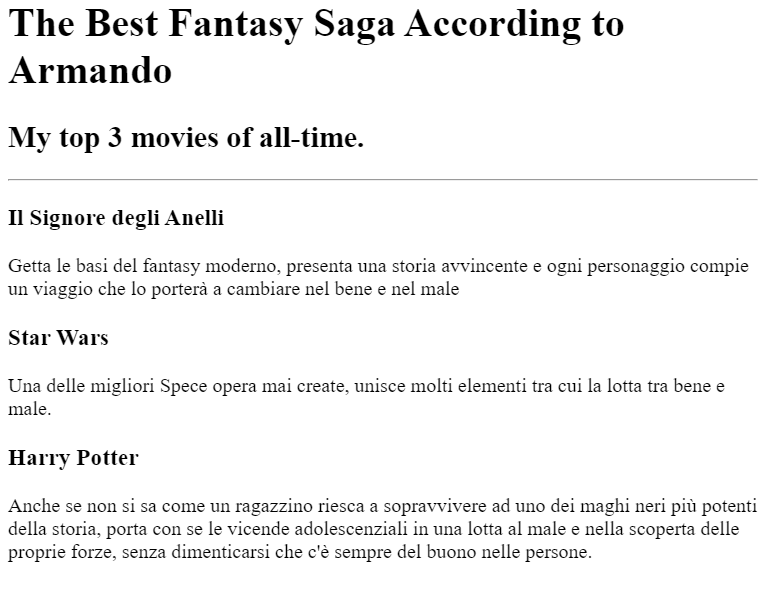 The Best Fantasy Saga According to
Armando
My top 3 movies of all-time.
Il Signore degli Anelli
Getta le basi del fantasy moderno, presenta una storia avvincente e ogni personaggio compie
un viaggio che lo porterà a cambiare nel bene e nel male
Star Wars
Una delle migliori Spece opera mai create, unisce molti elementi tra cui la lotta tra bene e
male.
Harry Potter
Anche se non si sa come un ragazzino riesca a sopravvivere ad uno dei maghi neri più potenti
della storia, porta con se le vicende adolescenziali in una lotta al male e nella scoperta delle
proprie forze, senza dimenticarsi che c'è sempre del buono nelle persone.